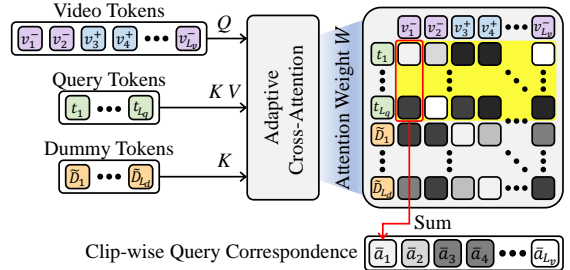 Video Tokens
v₁⁻ v₂⁻ v₃⁺ v₄⁺ ••• v⁻_{L_v}
Q
Query Tokens
t₁ ••• t_{L_q}
K V
Dummy Tokens
D̃₁ ••• D̃_{L_d}
K
Adaptive
Cross-Attention
Attention Weight W
v₁⁻ v₂⁻ v₃⁺ v₄⁺ ••• v⁻_{L_v}
t₁
t_{L_q}
D̃₁
D̃_{L_d}
Sum
Clip-wise Query Correspondence ā₁ ā₂ ā₃ ā₄ ••• ā_{L_v}